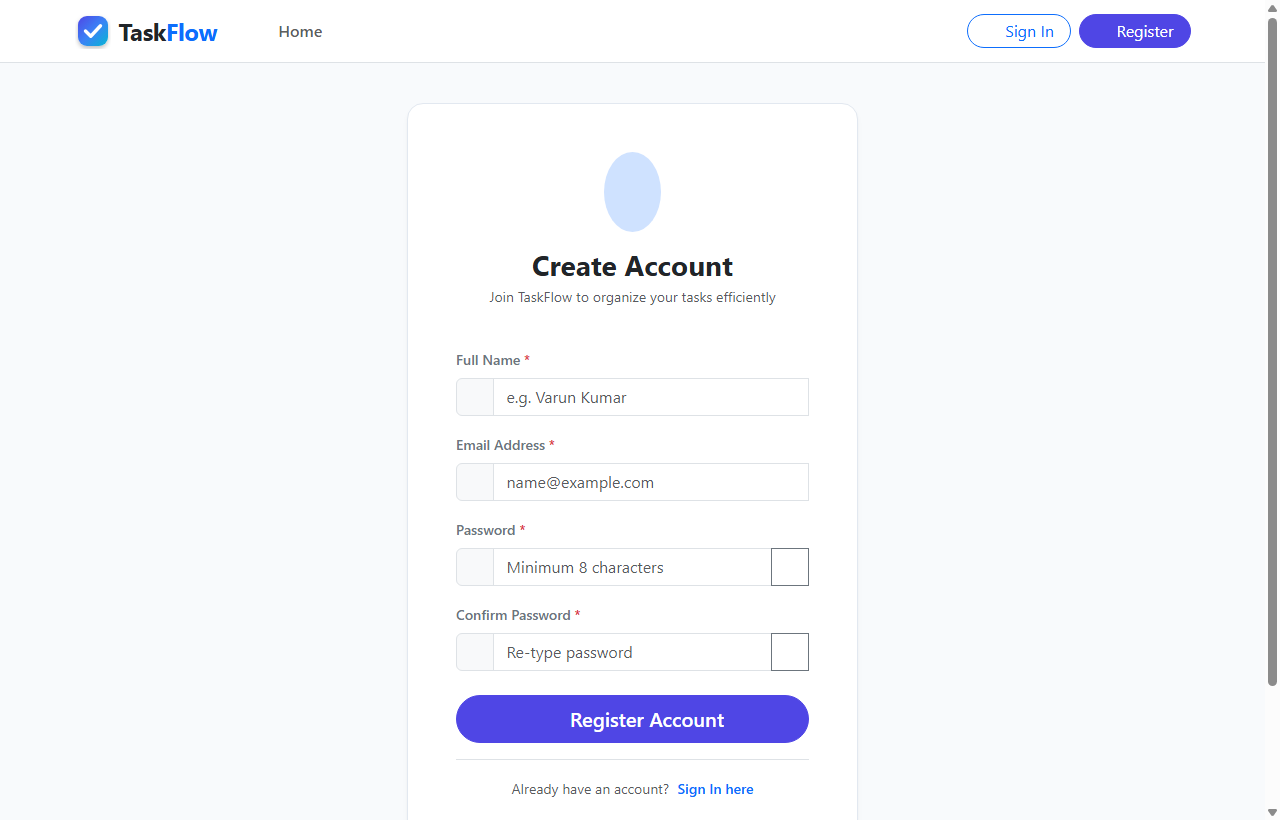 TaskFlow Home Sign In Register
Create Account
Join TaskFlow to organize your tasks efficiently
Full Name *
e.g. Varun Kumar
Email Address *
name@example.com
Password *
Minimum 8 characters
Confirm Password *
Re-type password
Register Account
Already have an account? Sign In here